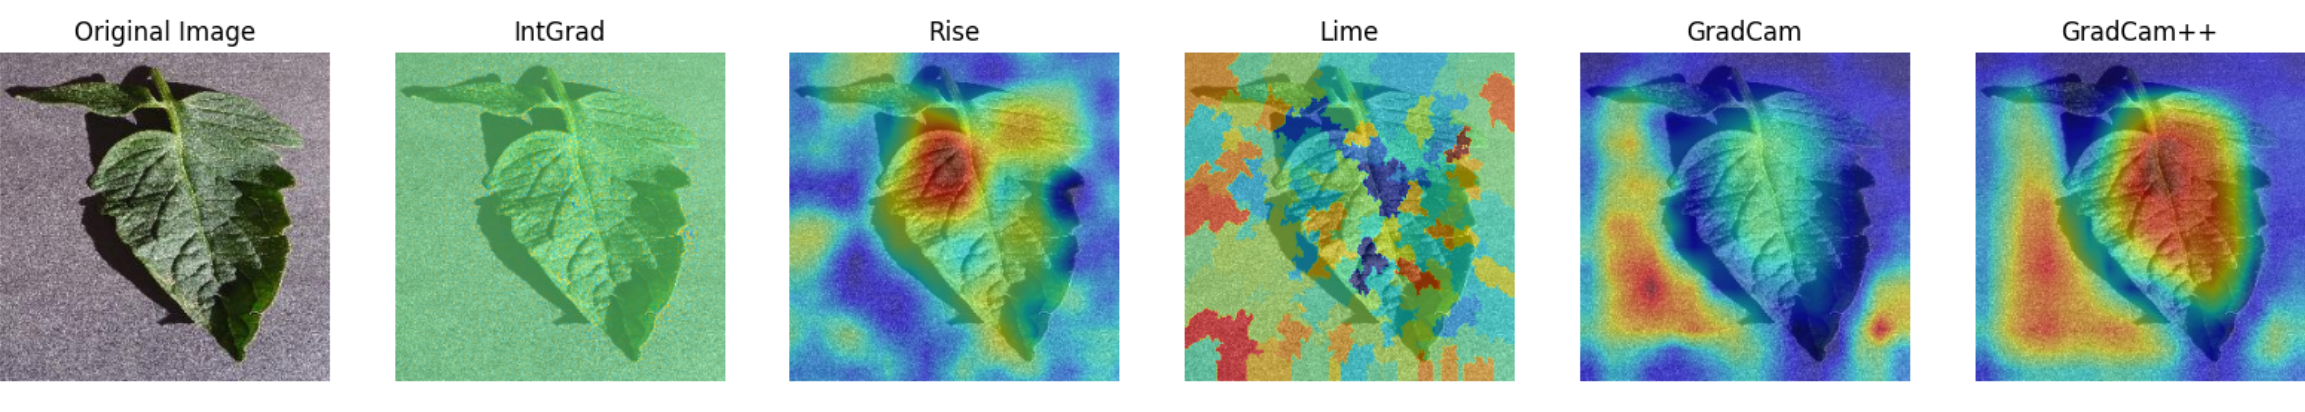 Original Image
IntGrad
Rise
Lime
GradCam
GradCam++